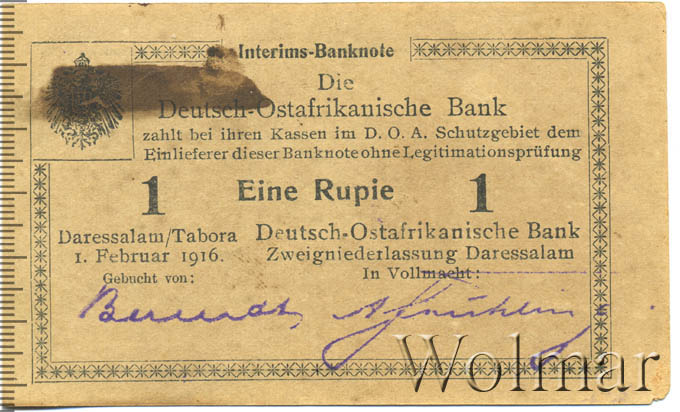 Interims-Banknote
Die
Deutsch-Ostafrikanische Bank
zahlt bei ihren Kassen im D. O. A. Schutzgebiet dem
Einlieferer dieser Banknote ohne Legitimationsprüfung
1 Eine Rupie 1
Daressalam/Tabora
1. Februar 1916.
Gebucht von:
Deutsch-Ostafrikanische Bank
Zweigniederlassung Daressalam
In Vollmacht:
Wolmar